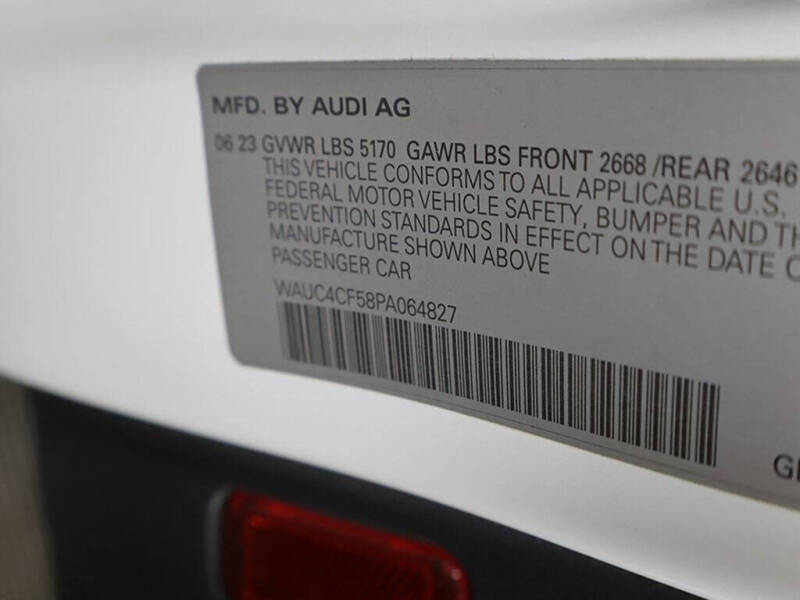 MFD. BY AUDI AG
06 23 GVWR LBS 5170 GAWR LBS FRONT 2668 /REAR 2646
THIS VEHICLE CONFORMS TO ALL APPLICABLE U.S.
FEDERAL MOTOR VEHICLE SAFETY, BUMPER AND TH
PREVENTION STANDARDS IN EFFECT ON THE DATE O
MANUFACTURE SHOWN ABOVE
PASSENGER CAR
WAUC4CF58PA064827